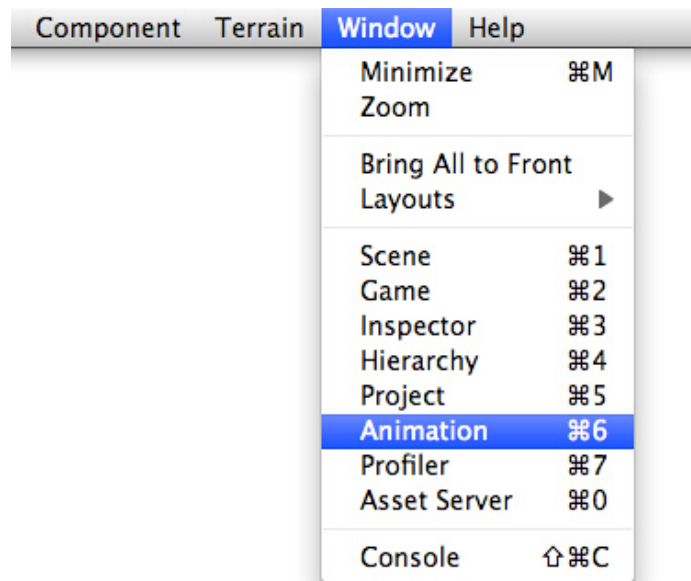 Component Terrain Window Help
Minimize ⌘M
Zoom
Bring All to Front
Layouts ▶
Scene ⌘1
Game ⌘2
Inspector ⌘3
Hierarchy ⌘4
Project ⌘5
Animation ⌘6
Profiler ⌘7
Asset Server ⌘0
Console ⇧⌘C